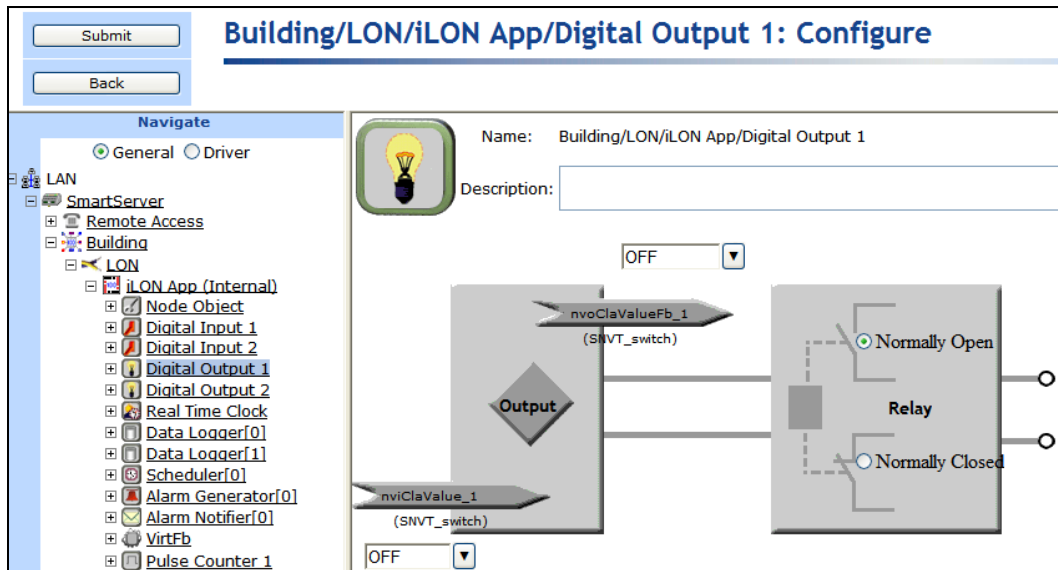 Submit
Building/LON/iLON App/Digital Output 1: Configure
Back
Navigate
General Driver
LAN
SmartServer
Remote Access
Building
LON
iLON App (Internal)
Node Object
Digital Input 1
Digital Input 2
Digital Output 1
Digital Output 2
Real Time Clock
Data Logger[0]
Data Logger[1]
Scheduler[0]
Alarm Generator[0]
Alarm Notifier[0]
VirtFb
Pulse Counter 1
Name: Building/LON/iLON App/Digital Output 1
Description:
OFF
nvoClaValueFb_1
(SNVT_switch)
Normally Open
Output
Relay
Normally Closed
nviClaValue_1
(SNVT_switch)
OFF